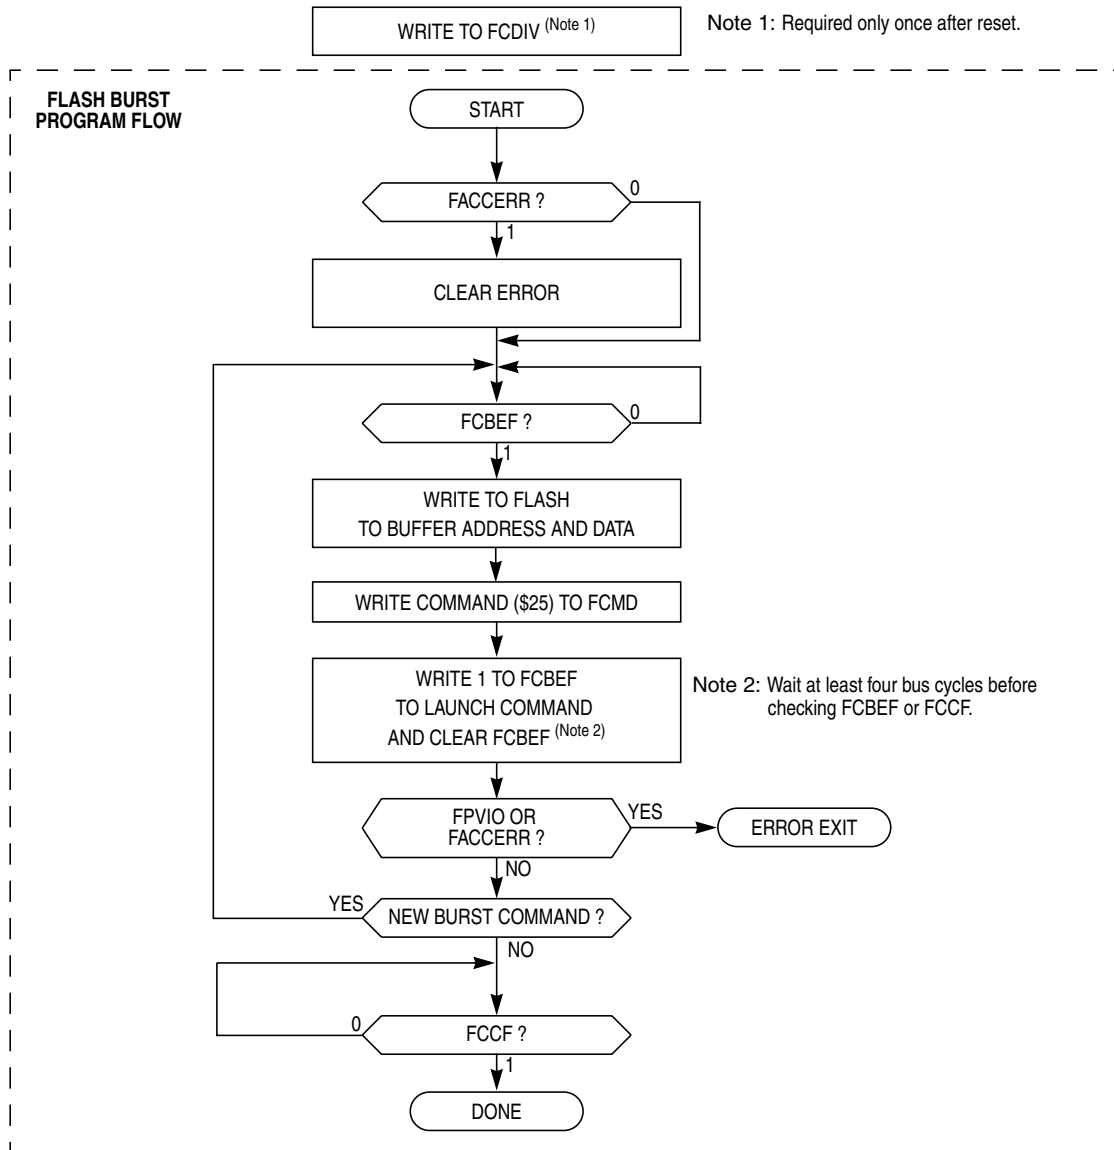 WRITE TO FCDIV (Note 1)
Note 1: Required only once after reset.
FLASH BURST
PROGRAM FLOW
START
FACCERR ?
0
1
CLEAR ERROR
FCBEF ?
0
1
WRITE TO FLASH
TO BUFFER ADDRESS AND DATA
WRITE COMMAND ($25) TO FCMD
WRITE 1 TO FCBEF
TO LAUNCH COMMAND
AND CLEAR FCBEF (Note 2)
Note 2: Wait at least four bus cycles before
checking FCBEF or FCCF.
FPVIO OR
FACCERR ?
YES
ERROR EXIT
NO
YES
NEW BURST COMMAND ?
NO
0
FCCF ?
1
DONE